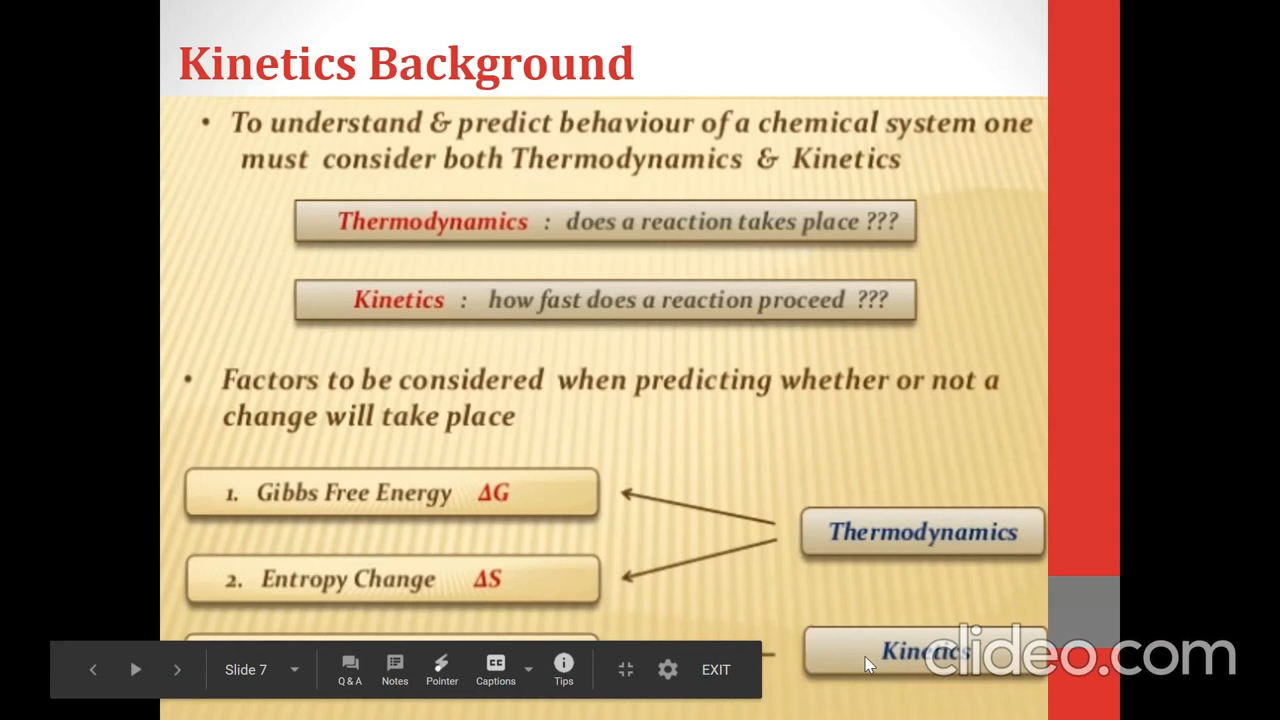 Kinetics Background
• To understand & predict behaviour of a chemical system one
must consider both Thermodynamics & Kinetics
Thermodynamics : does a reaction takes place ???
Kinetics : how fast does a reaction proceed ???
• Factors to be considered when predicting whether or not a
change will take place
1. Gibbs Free Energy ΔG
Thermodynamics
2. Entropy Change ΔS
Kinetics
clideo.com
Slide 7
Q & A
Notes
Pointer
Captions
Tips
EXIT